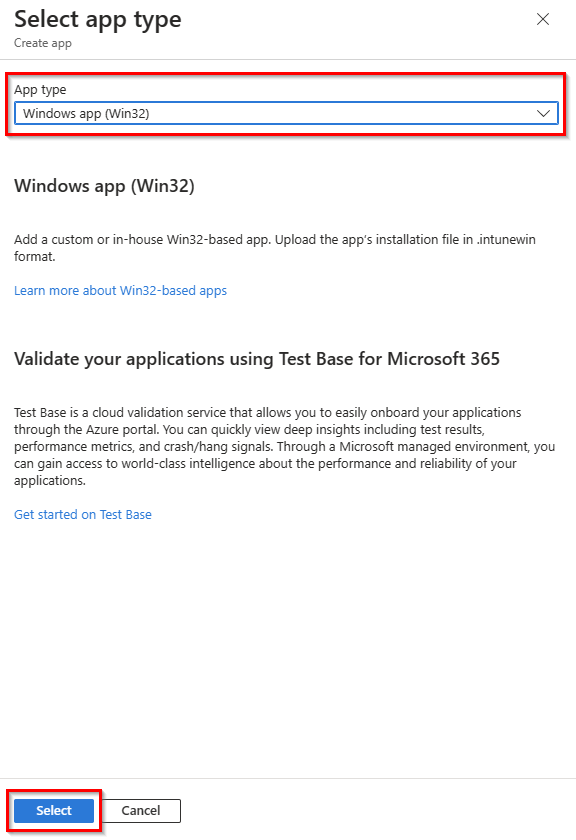 Select app type
Create app
App type
Windows app (Win32)
Windows app (Win32)
Add a custom or in-house Win32-based app. Upload the app's installation file in .intunewin
format.
Learn more about Win32-based apps
Validate your applications using Test Base for Microsoft 365
Test Base is a cloud validation service that allows you to easily onboard your applications
through the Azure portal. You can quickly view deep insights including test results,
performance metrics, and crash/hang signals. Through a Microsoft managed environment, you
can gain access to world-class intelligence about the performance and reliability of your
applications.
Get started on Test Base
Select
Cancel